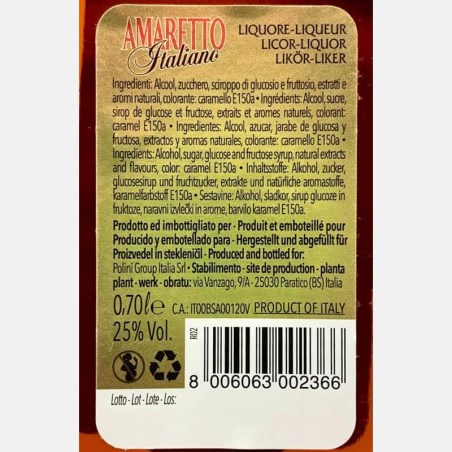 AMARETTO
Italiano
LIQUORE-LIQUEUR
LICOR-LIQUOR
LIKÖR-LIKER
Ingredienti: Alcool, zucchero, sciroppo di glucosio e fruttosio, estratti e
aromi naturali, colorante: caramello E150a • Ingrédients: Alcool, sucre,
sirop de glucose et fructose, extraits et aromes naturels, colorant:
caramel E150a • Ingredientes: Alcool, azucar, jarabe de glucosa y
fructosa, extractos y aromas naturales, colorante: caramello E150a •
Ingredients: Alcohol, sugar, glucose and fructose syrup, natural extracts
and flavours, color: caramel E150a • Inhaltsstoffe: Alkohol, zucker,
glucosesirup und fruchtzucker, extrakte und natürliche aromastoffe,
karamelfarbstoff E150a • Sestavine: Alkohol, sladkor, sirup glucoze in
fruktoze, naravni izvlečki in arome, barvilo karamel E150a.
Prodotto ed imbottigliato per - Produit et emboteillé pour
Producido y embotellado para - Hergestellt und abgefüllt für
Proizvedel in stekleničil - Produced and bottled for:
Polini Group Italia Srl • Stabilimento - site de production - planta
plant - werk - obratu: via Vanzago, 9/A - 25030 Paratico (BS) Italia
0,70 l e C.A.: IT00BSA00120V PRODUCT OF ITALY
25% Vol.
R02
8 006063 002366
Lotto - Lot - Lote - Los: